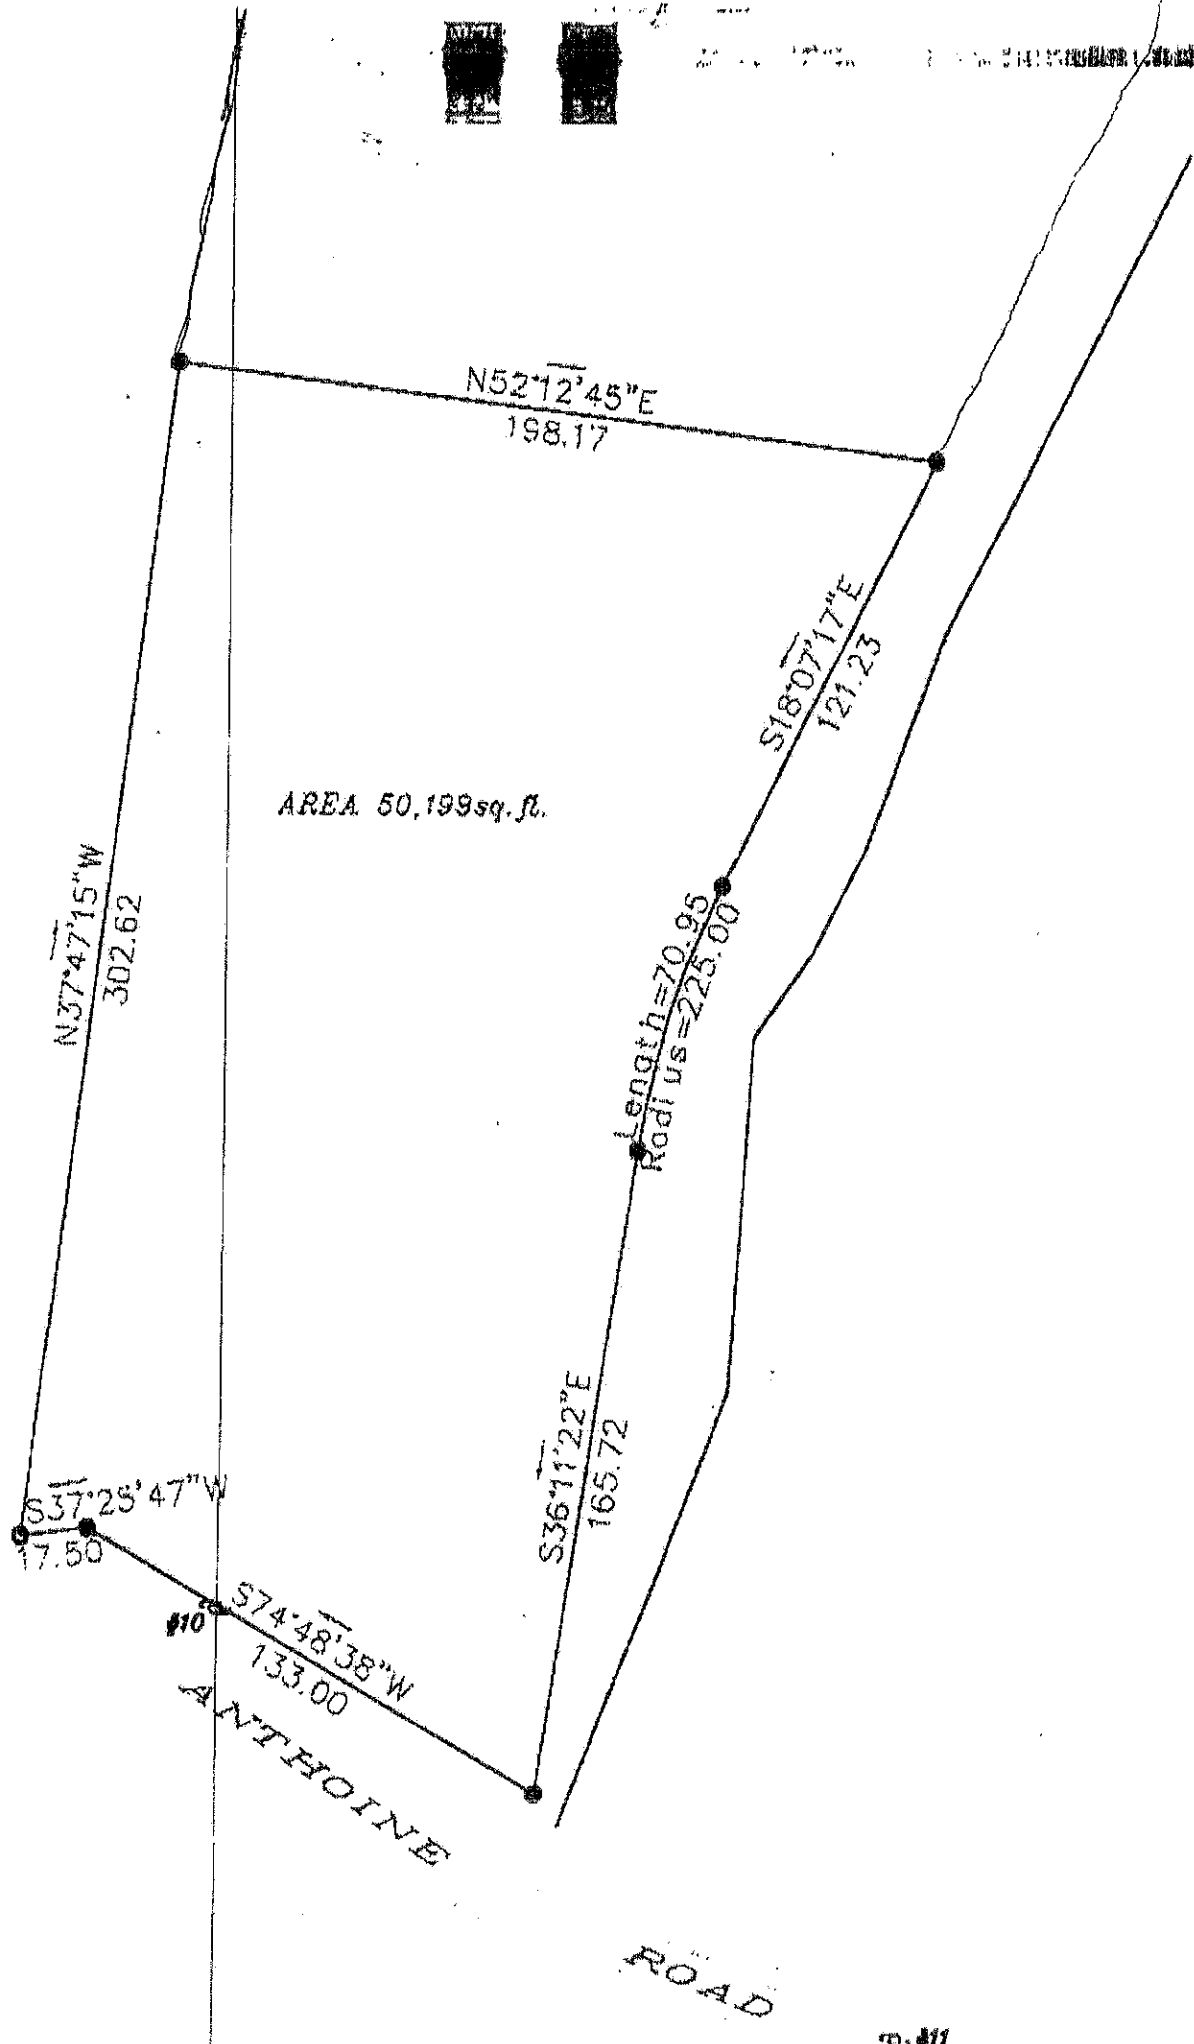 N52°12'45"E
198.17
S18°07'17"E
121.23
AREA 50,199sq.ft.
N37°47'15"W
302.62
Length=70.95
Radius=225.00
S36°11'22"E
165.72
S37°25'47"W
17.50
S74°48'38"W
133.00
#10
ANTHOINE
ROAD